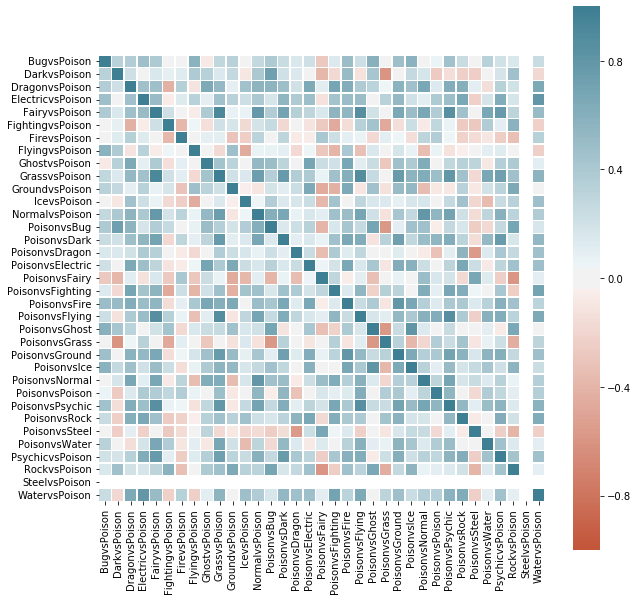 BugvsPoison
DarkvsPoison
DragonvsPoison
ElectricvsPoison
FairyvsPoison
FightingvsPoison
FirevsPoison
FlyingvsPoison
GhostvsPoison
GrassvsPoison
GroundvsPoison
IcevsPoison
NormalvsPoison
PoisonvsBug
PoisonvsDark
PoisonvsDragon
PoisonvsElectric
PoisonvsFairy
PoisonvsFighting
PoisonvsFire
PoisonvsFlying
PoisonvsGhost
PoisonvsGrass
PoisonvsGround
PoisonvsIce
PoisonvsNormal
PoisonvsPoison
PoisonvsPsychic
PoisonvsRock
PoisonvsSteel
PoisonvsWater
PsychicvsPoison
RockvsPoison
SteelvsPoison
WatervsPoison
BugvsPoison
DarkvsPoison
DragonvsPoison
ElectricvsPoison
FairyvsPoison
FightingvsPoison
FirevsPoison
FlyingvsPoison
GhostvsPoison
GrassvsPoison
GroundvsPoison
IcevsPoison
NormalvsPoison
PoisonvsBug
PoisonvsDark
PoisonvsDragon
PoisonvsElectric
PoisonvsFairy
PoisonvsFighting
PoisonvsFire
PoisonvsFlying
PoisonvsGhost
PoisonvsGrass
PoisonvsGround
PoisonvsIce
PoisonvsNormal
PoisonvsPoison
PoisonvsPsychic
PoisonvsRock
PoisonvsSteel
PoisonvsWater
PsychicvsPoison
RockvsPoison
SteelvsPoison
WatervsPoison
0.8
0.4
0.0
−0.4
−0.8